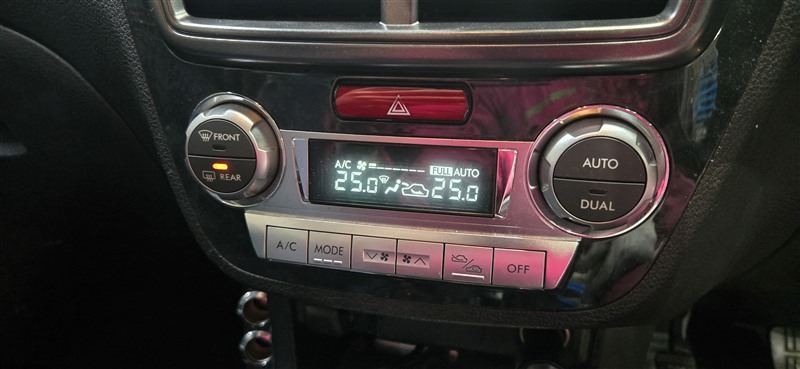 FRONT
REAR
A/C FULL AUTO
25.0 25.0
AUTO
DUAL
A/C
MODE
OFF